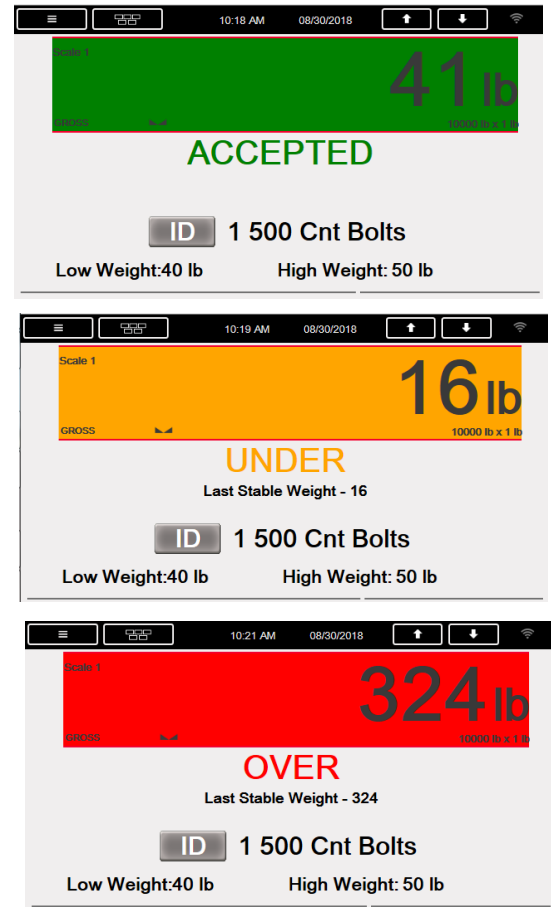 10:18 AM 08/30/2018
Scale 1
41 lb
GROSS 10000 lb x 1 lb
ACCEPTED
ID 1 500 Cnt Bolts
Low Weight:40 lb High Weight: 50 lb
10:19 AM 08/30/2018
Scale 1
16 lb
GROSS 10000 lb x 1 lb
UNDER
Last Stable Weight - 16
ID 1 500 Cnt Bolts
Low Weight:40 lb High Weight: 50 lb
10:21 AM 08/30/2018
Scale 1
324 lb
GROSS 10000 lb x 1 lb
OVER
Last Stable Weight - 324
ID 1 500 Cnt Bolts
Low Weight:40 lb High Weight: 50 lb